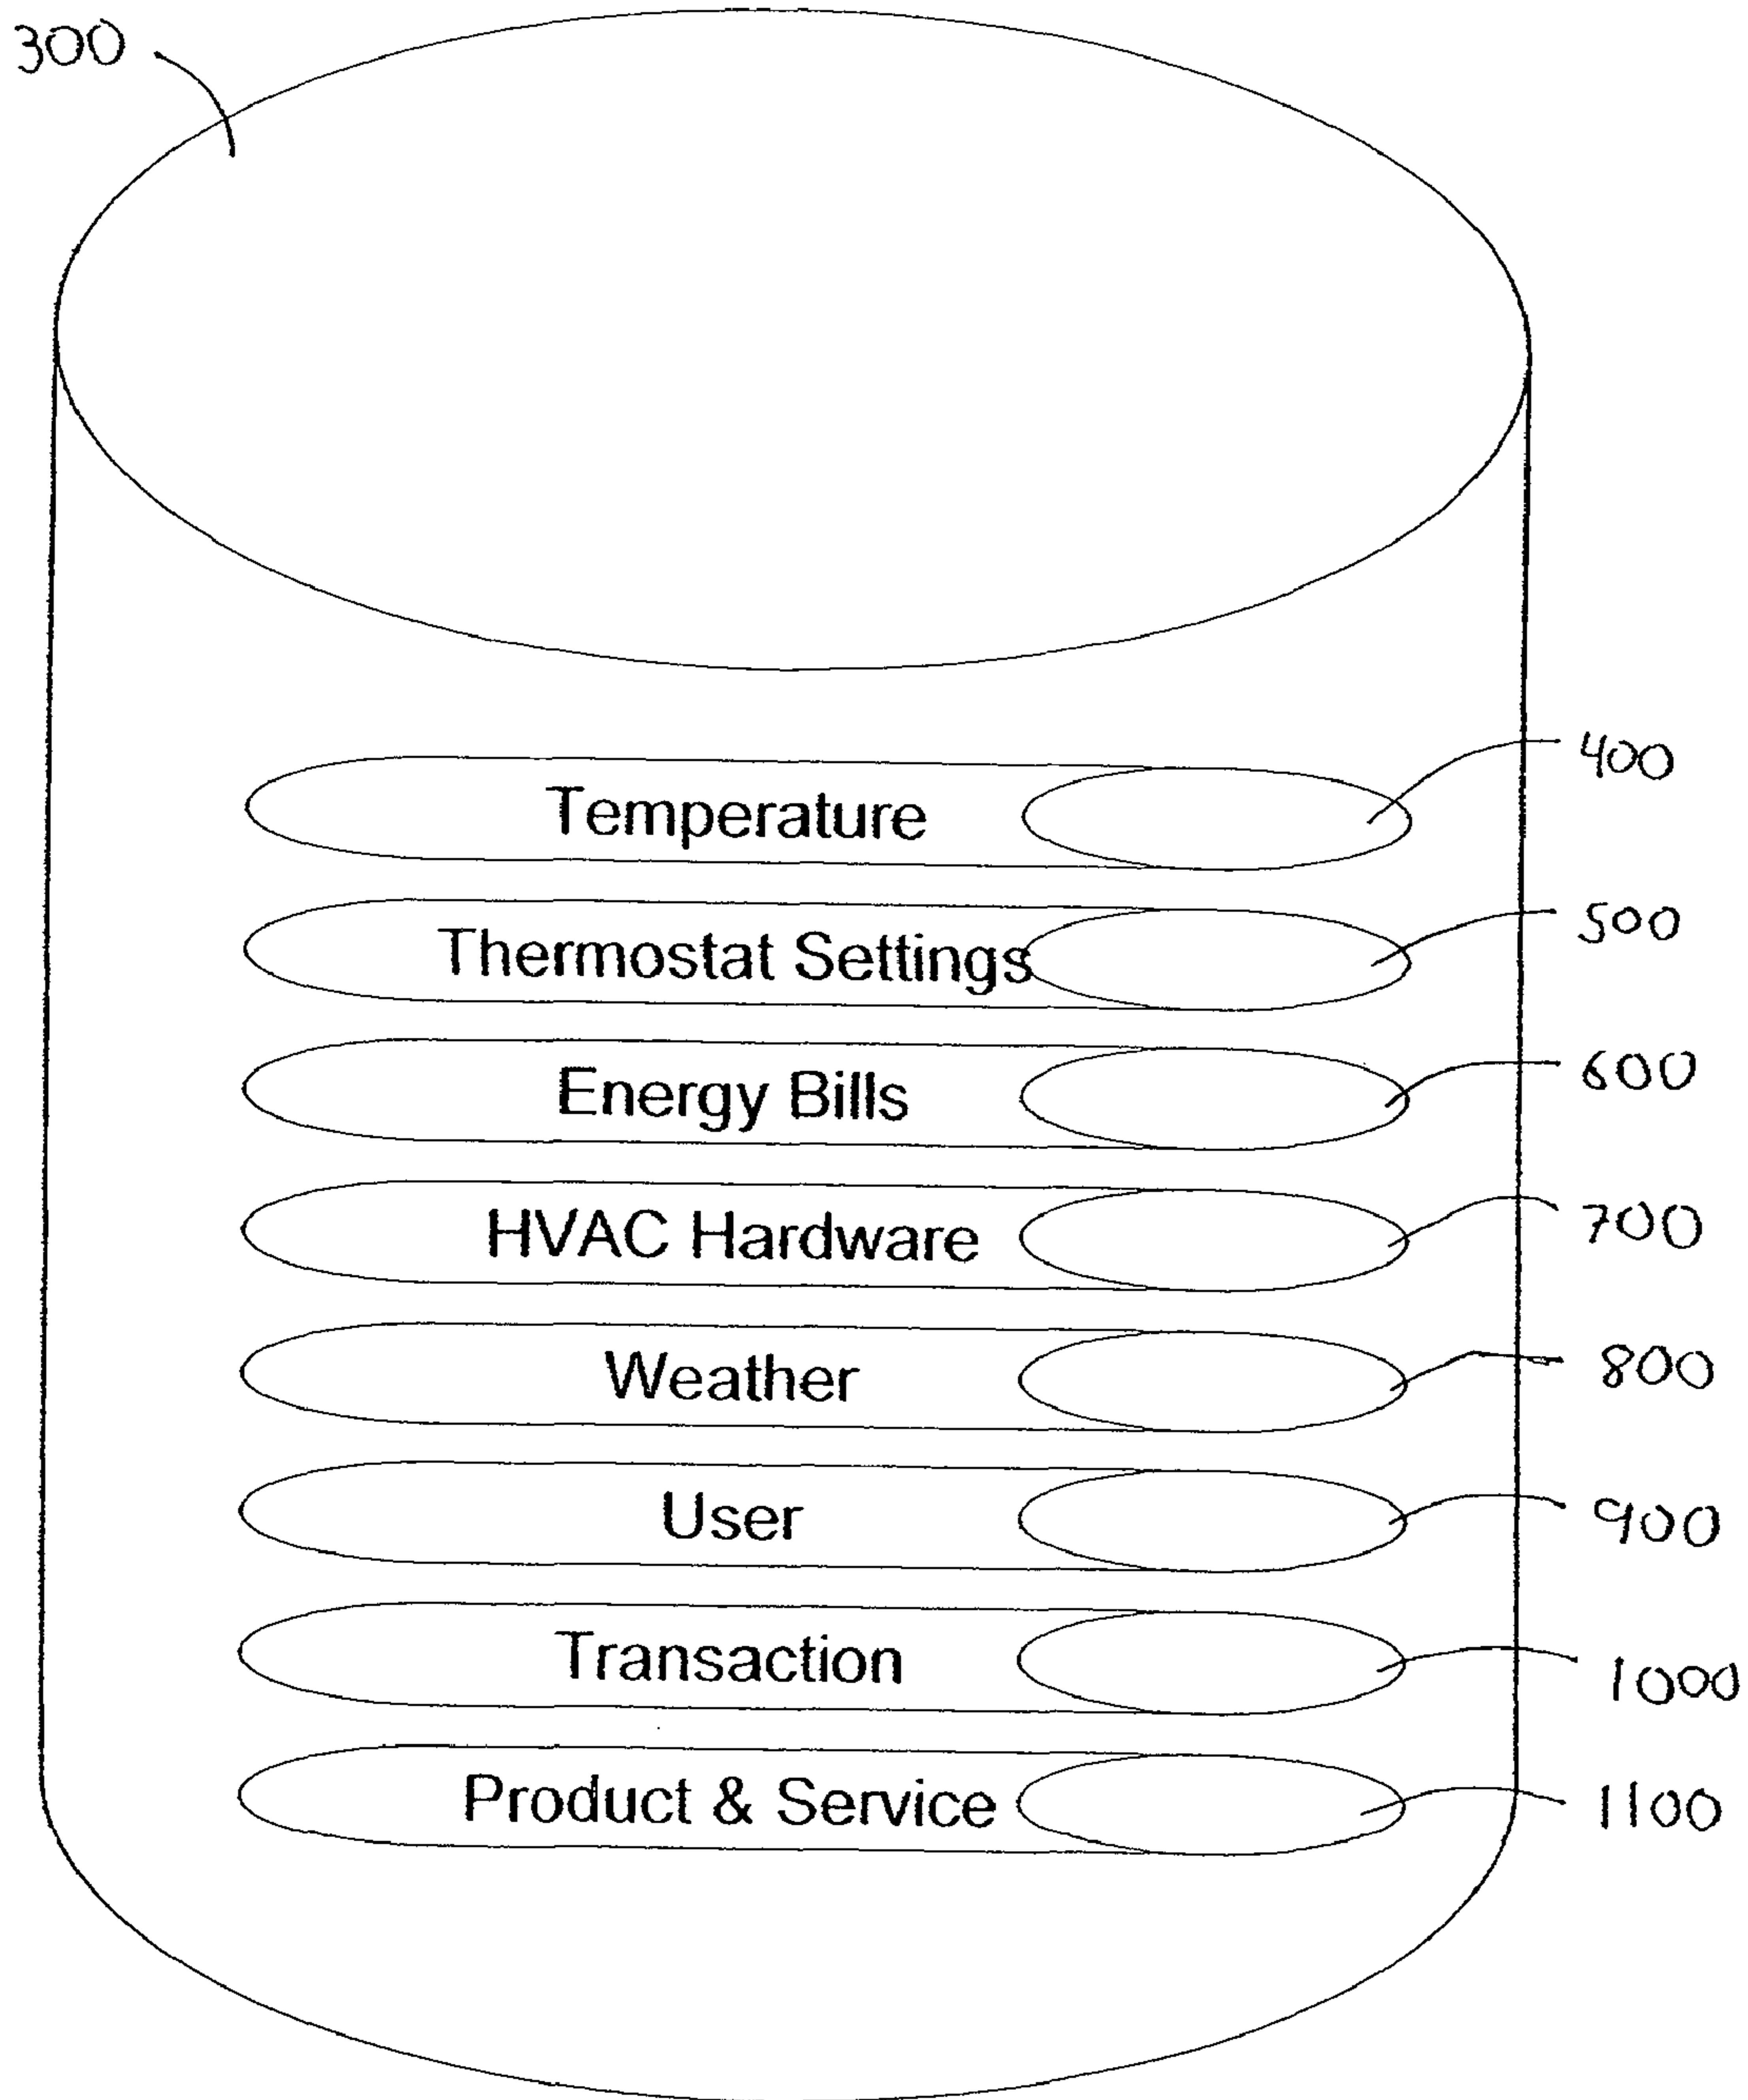 300
Temperature 400
Thermostat Settings 500
Energy Bills 600
HVAC Hardware 700
Weather 800
User 900
Transaction 1000
Product & Service 1100